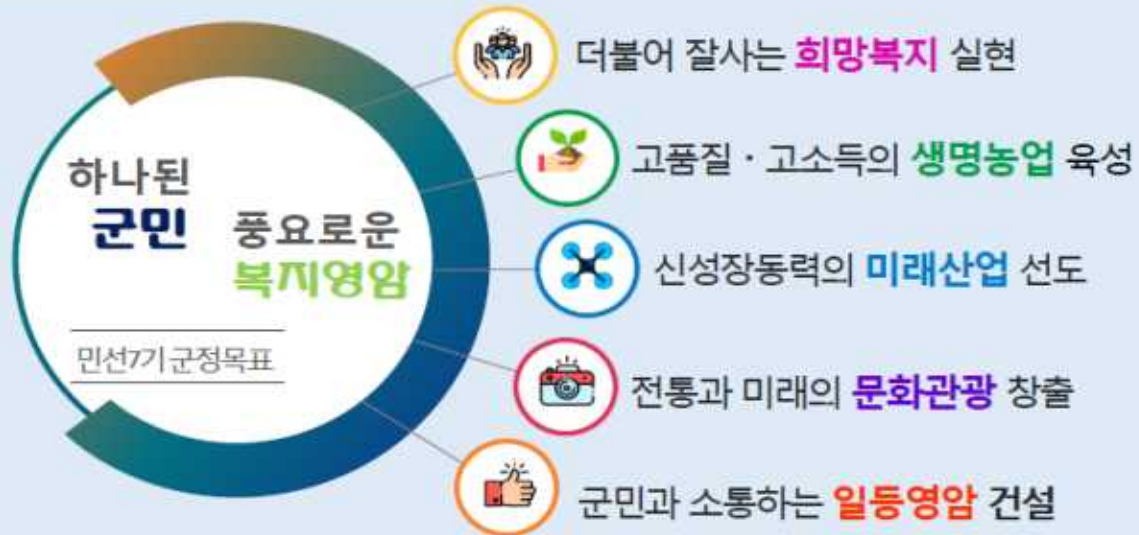 하나된
군민 풍요로운
복지영암
민선7기 군정목표
더불어 잘사는 희망복지 실현
고품질 · 고소득의 생명농업 육성
신성장동력의 미래산업 선도
전통과 미래의 문화관광 창출
군민과 소통하는 일등영암 건설